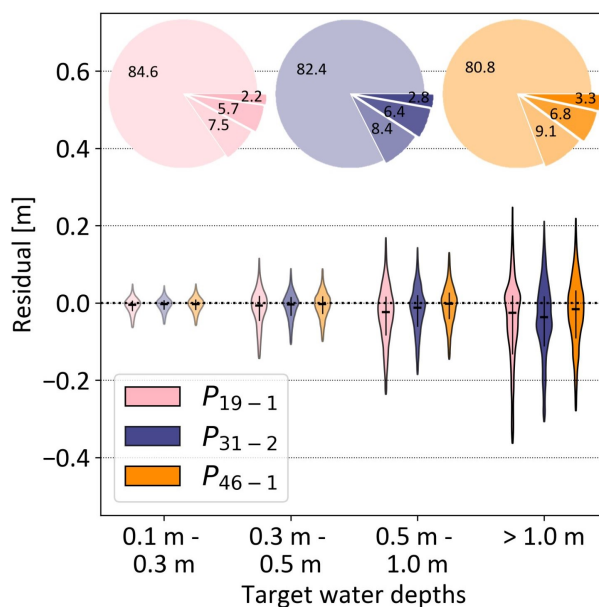 84.6
2.2
5.7
7.5
82.4
2.8
6.4
8.4
80.8
3.3
6.8
9.1
Residual [m]
0.6
0.4
0.2
0.0
−0.2
−0.4
P19 − 1
P31 − 2
P46 − 1
0.1 m - 0.3 m
0.3 m - 0.5 m
0.5 m - 1.0 m
> 1.0 m
Target water depths